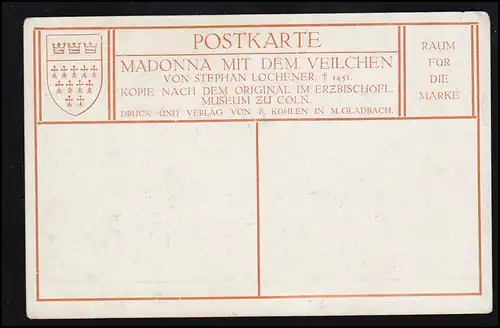 POSTKARTE
MADONNA MIT DEM VEILCHEN
VON STEPHAN LOCHENER. † 1451.
KOPIE NACH DEM ORIGINAL IM ERZBISCHÖFL.
MUSEUM ZU CÖLN.
DRUCK UND VERLAG VON B. KÜHLEN IN M.GLADBACH.
RAUM
FÜR
DIE
MARKE